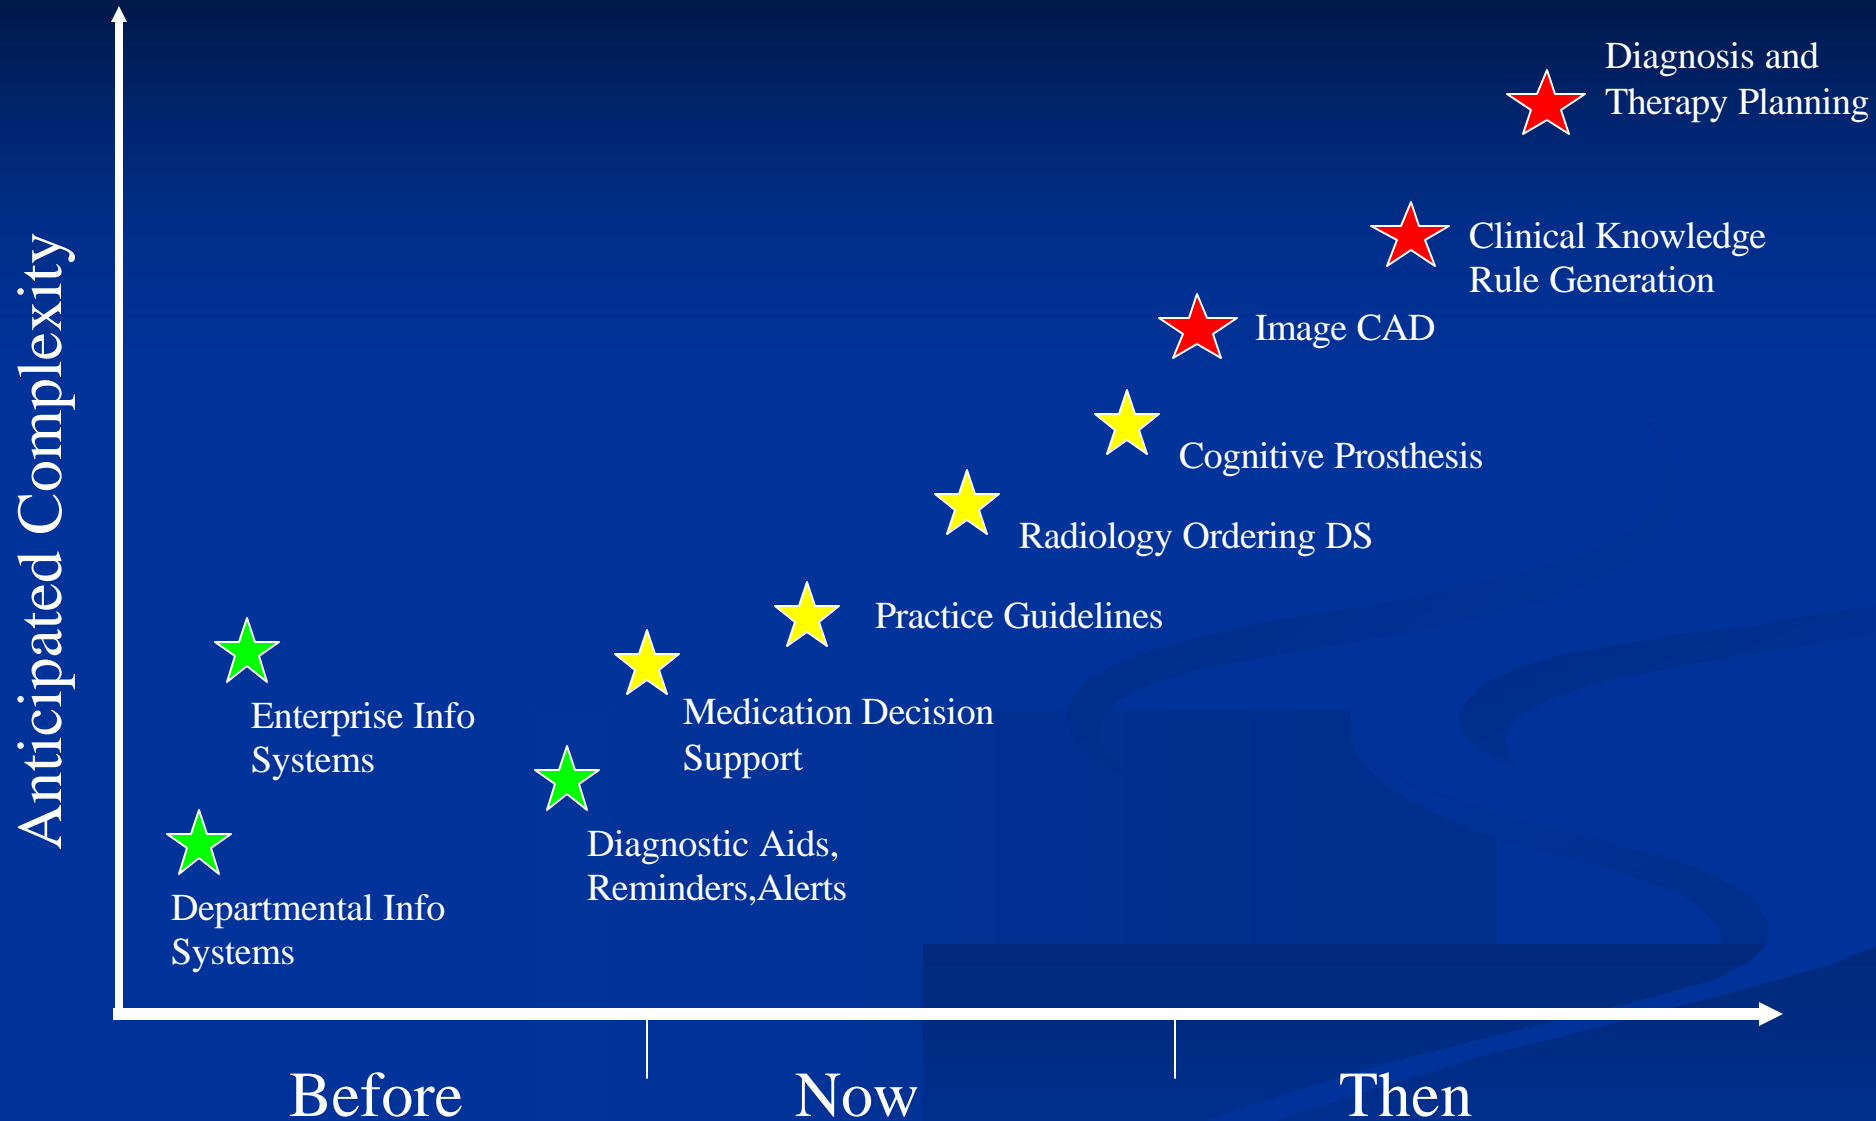 Diagnosis and
Therapy Planning
Clinical Knowledge
Rule Generation
Image CAD
Cognitive Prosthesis
Radiology Ordering DS
Practice Guidelines
Medication Decision
Support
Enterprise Info
Systems
Diagnostic Aids,
Reminders,Alerts
Departmental Info
Systems
Anticipated Complexity
Before
Now
Then